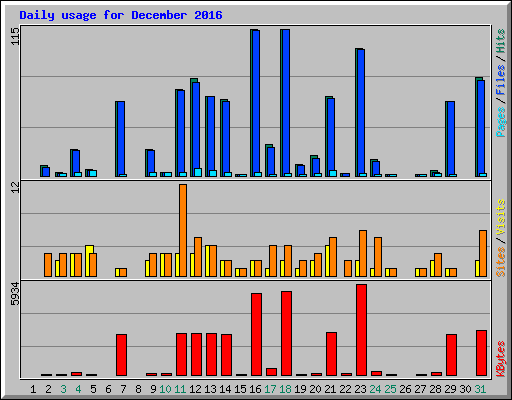 Daily usage for December 2016
115
Pages / Files / Hits
12
Sites / Visits
5934
KBytes
1 2 3 4 5 6 7 8 9 10 11 12 13 14 15 16 17 18 19 20 21 22 23 24 25 26 27 28 29 30 31